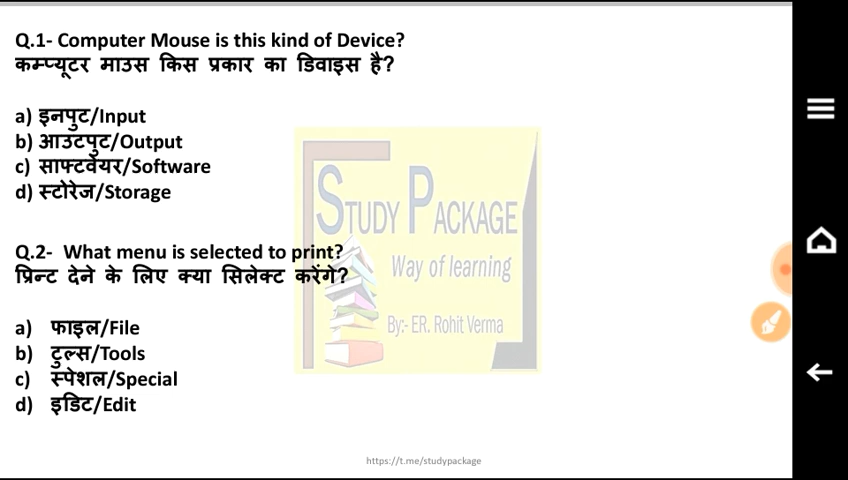 Q.1- Computer Mouse is this kind of Device?
कम्प्यूटर माउस किस प्रकार का डिवाइस है?
a) इनपुट/Input
b) आउटपुट/Output
c) साफ्टवेयर/Software
d) स्टोरेज/Storage
STUDY PACKAGE
Way of learning
By:- ER. Rohit Verma
Q.2- What menu is selected to print?
प्रिन्ट देने के लिए क्या सिलेक्ट करेंगे?
a) फाइल/File
b) टुल्स/Tools
c) स्पेशल/Special
d) इडिट/Edit
https://t.me/studypackage